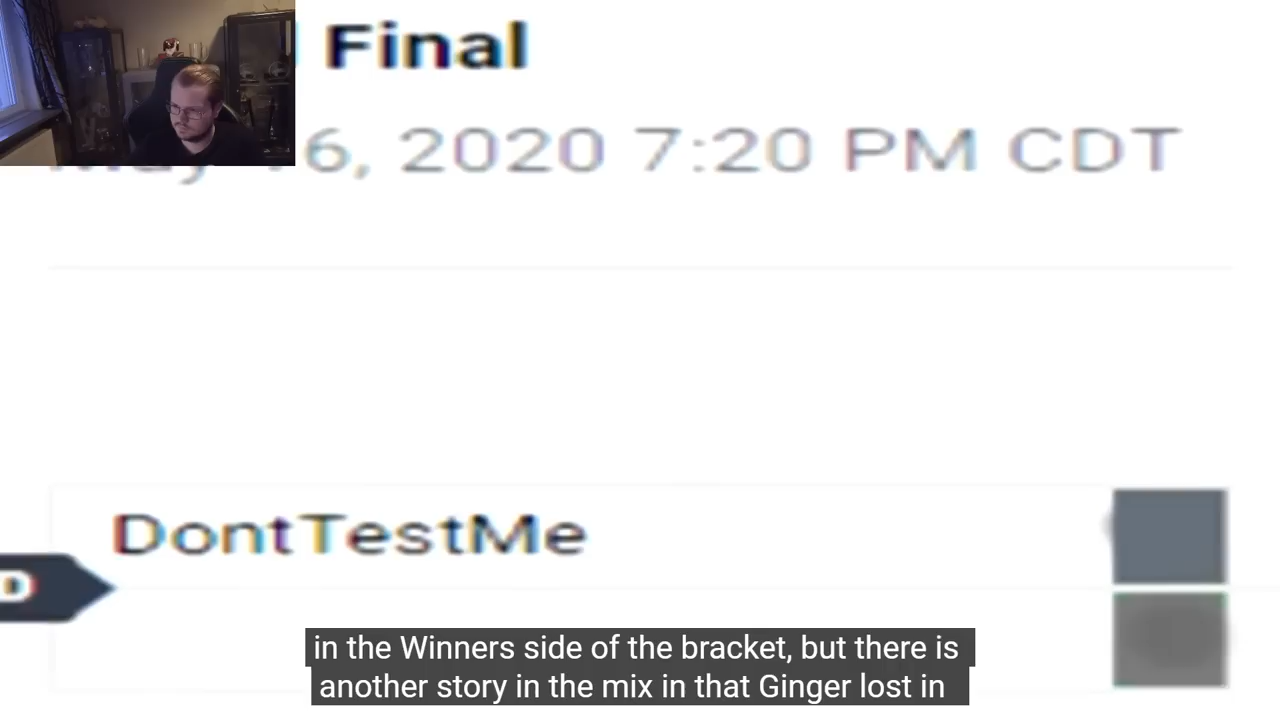 Final
6, 2020 7:20 PM CDT
DontTestMe
D
in the Winners side of the bracket, but there is
another story in the mix in that Ginger lost in